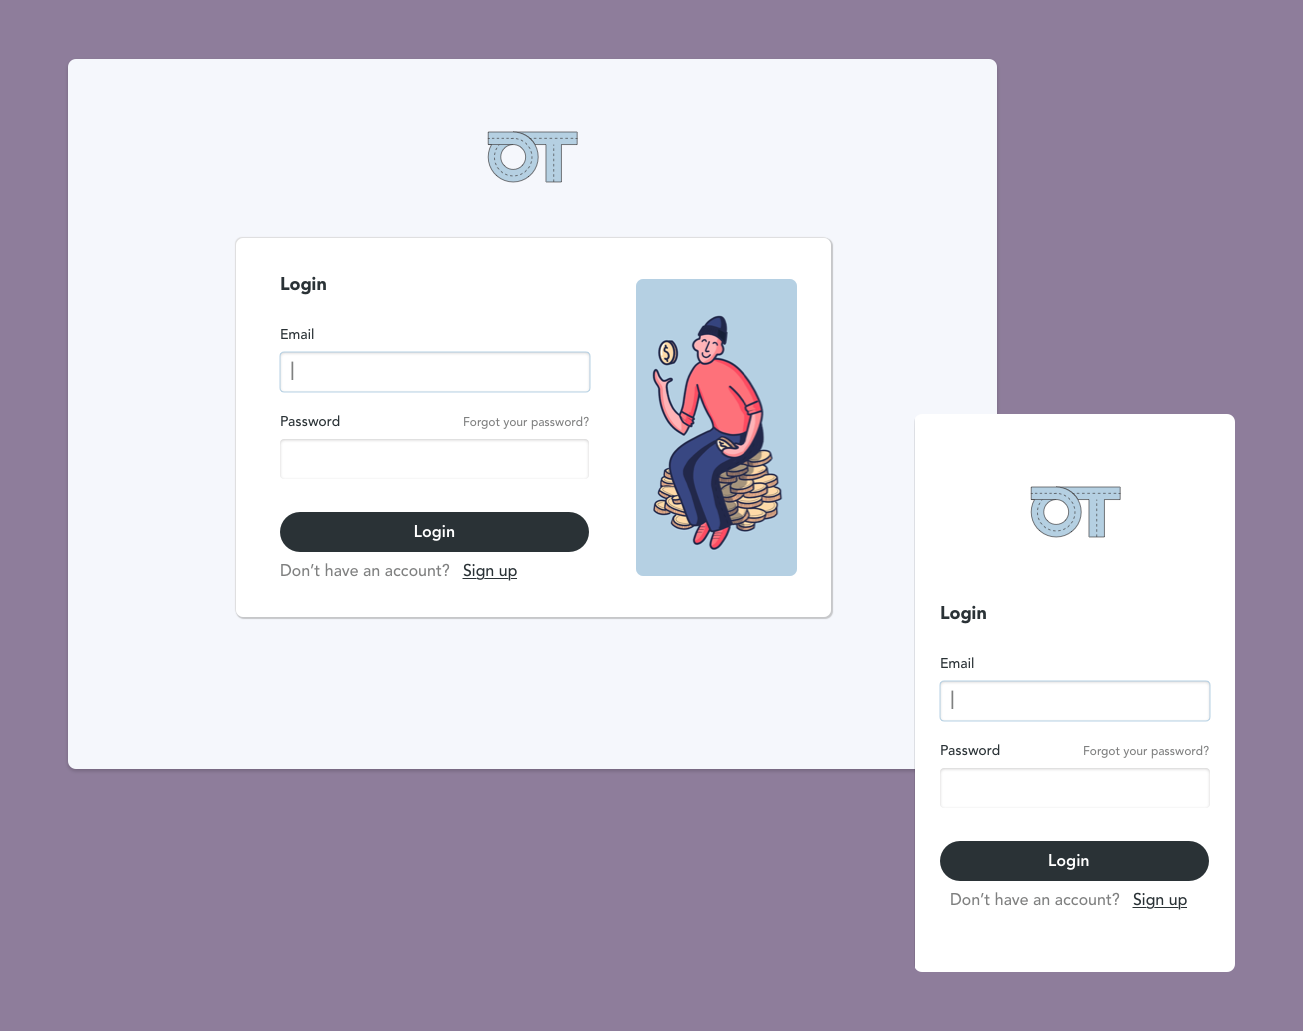 OT
Login
Email
$
Password Forgot your password?
Login
Don’t have an account? Sign up
OT
Login
Email
Password Forgot your password?
Login
Don’t have an account? Sign up